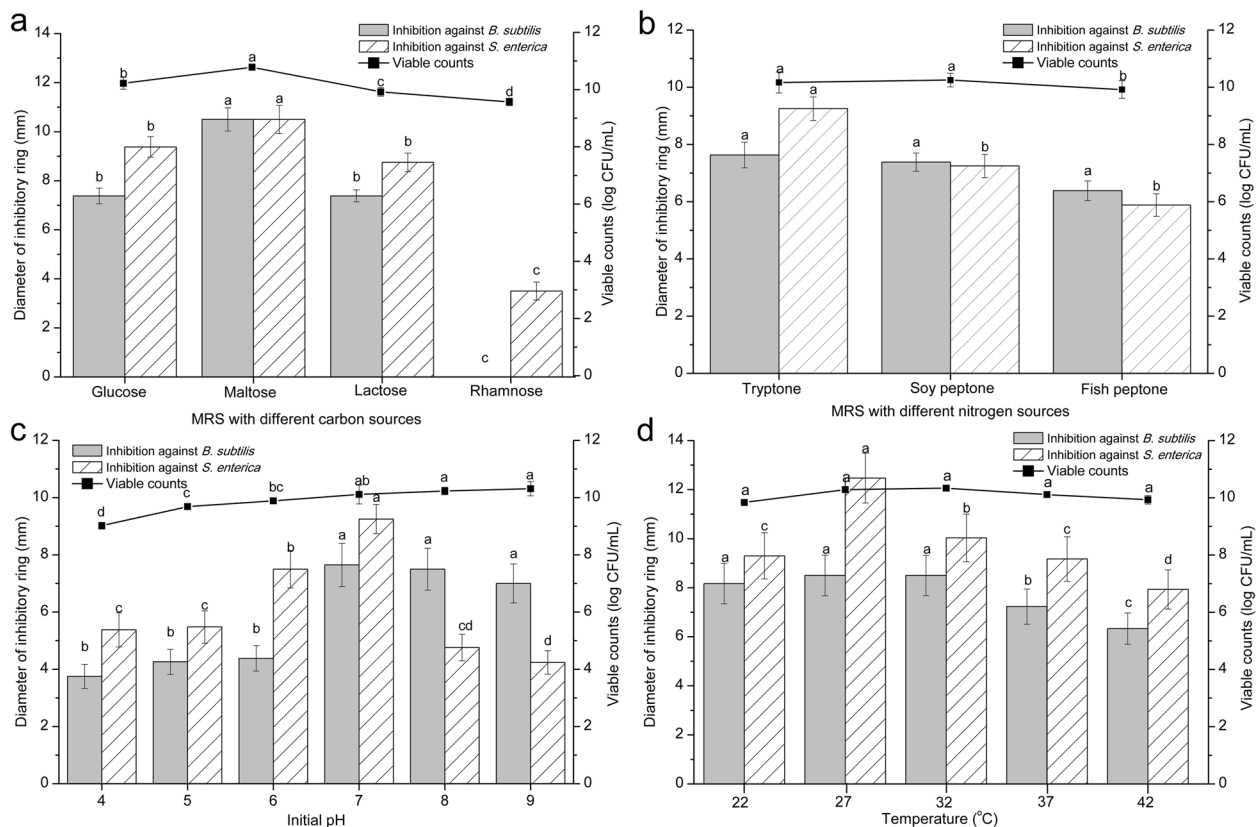 a
Inhibition against B. subtilis
Inhibition against S. enterica
Viable counts
14
12
10
8
6
4
2
0
Diameter of inhibitory ring (mm)
12
10
8
6
4
2
0
Viable counts (log CFU/mL)
b a c d
b b a a b b c c
Glucose Maltose Lactose Rhamnose
MRS with different carbon sources
b
Inhibition against B. subtilis
Inhibition against S. enterica
Viable counts
12
10
8
6
4
2
0
Diameter of inhibitory ring (mm)
12
10
8
6
4
2
0
Viable counts (log CFU/mL)
a a b
a a a b a b
Tryptone Soy peptone Fish peptone
MRS with different nitrogen sources
c
Inhibition against B. subtilis
Inhibition against S. enterica
Viable counts
12
10
8
6
4
2
0
Diameter of inhibitory ring (mm)
12
10
8
6
4
2
0
Viable counts (log CFU/mL)
d c bc ab a a
b c b c b b a a a cd a d
4 5 6 7 8 9
Initial pH
d
Inhibition against B. subtilis
Inhibition against S. enterica
Viable counts
14
12
10
8
6
4
2
0
Diameter of inhibitory ring (mm)
12
10
8
6
4
2
0
Viable counts (log CFU/mL)
a a a a a
a c a a a b b c c d
22 27 32 37 42
Temperature (°C)